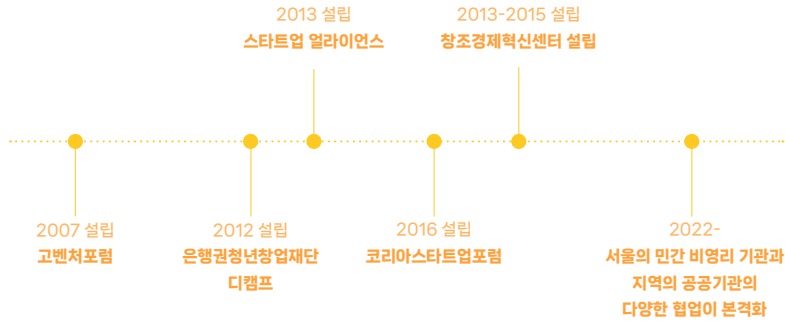 2013 설립
스타트업 얼라이언스
2013-2015 설립
창조경제혁신센터 설립
2007 설립
고벤처포럼
2012 설립
은행권청년창업재단
디캠프
2016 설립
코리아스타트업포럼
2022-
서울의 민간 비영리 기관과
지역의 공공기관의
다양한 협업이 본격화